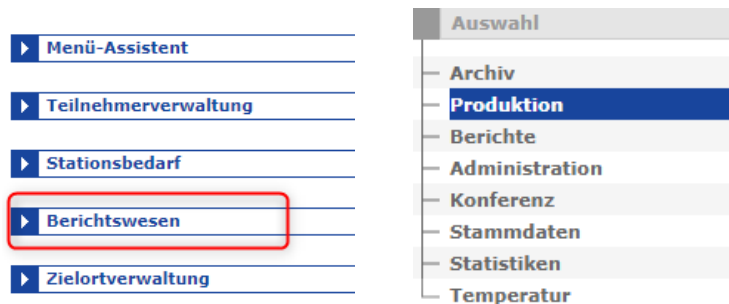 Menü-Assistent
Teilnehmerverwaltung
Stationsbedarf
Berichtswesen
Zielortverwaltung
Auswahl
Archiv
Produktion
Berichte
Administration
Konferenz
Stammdaten
Statistiken
Temperatur